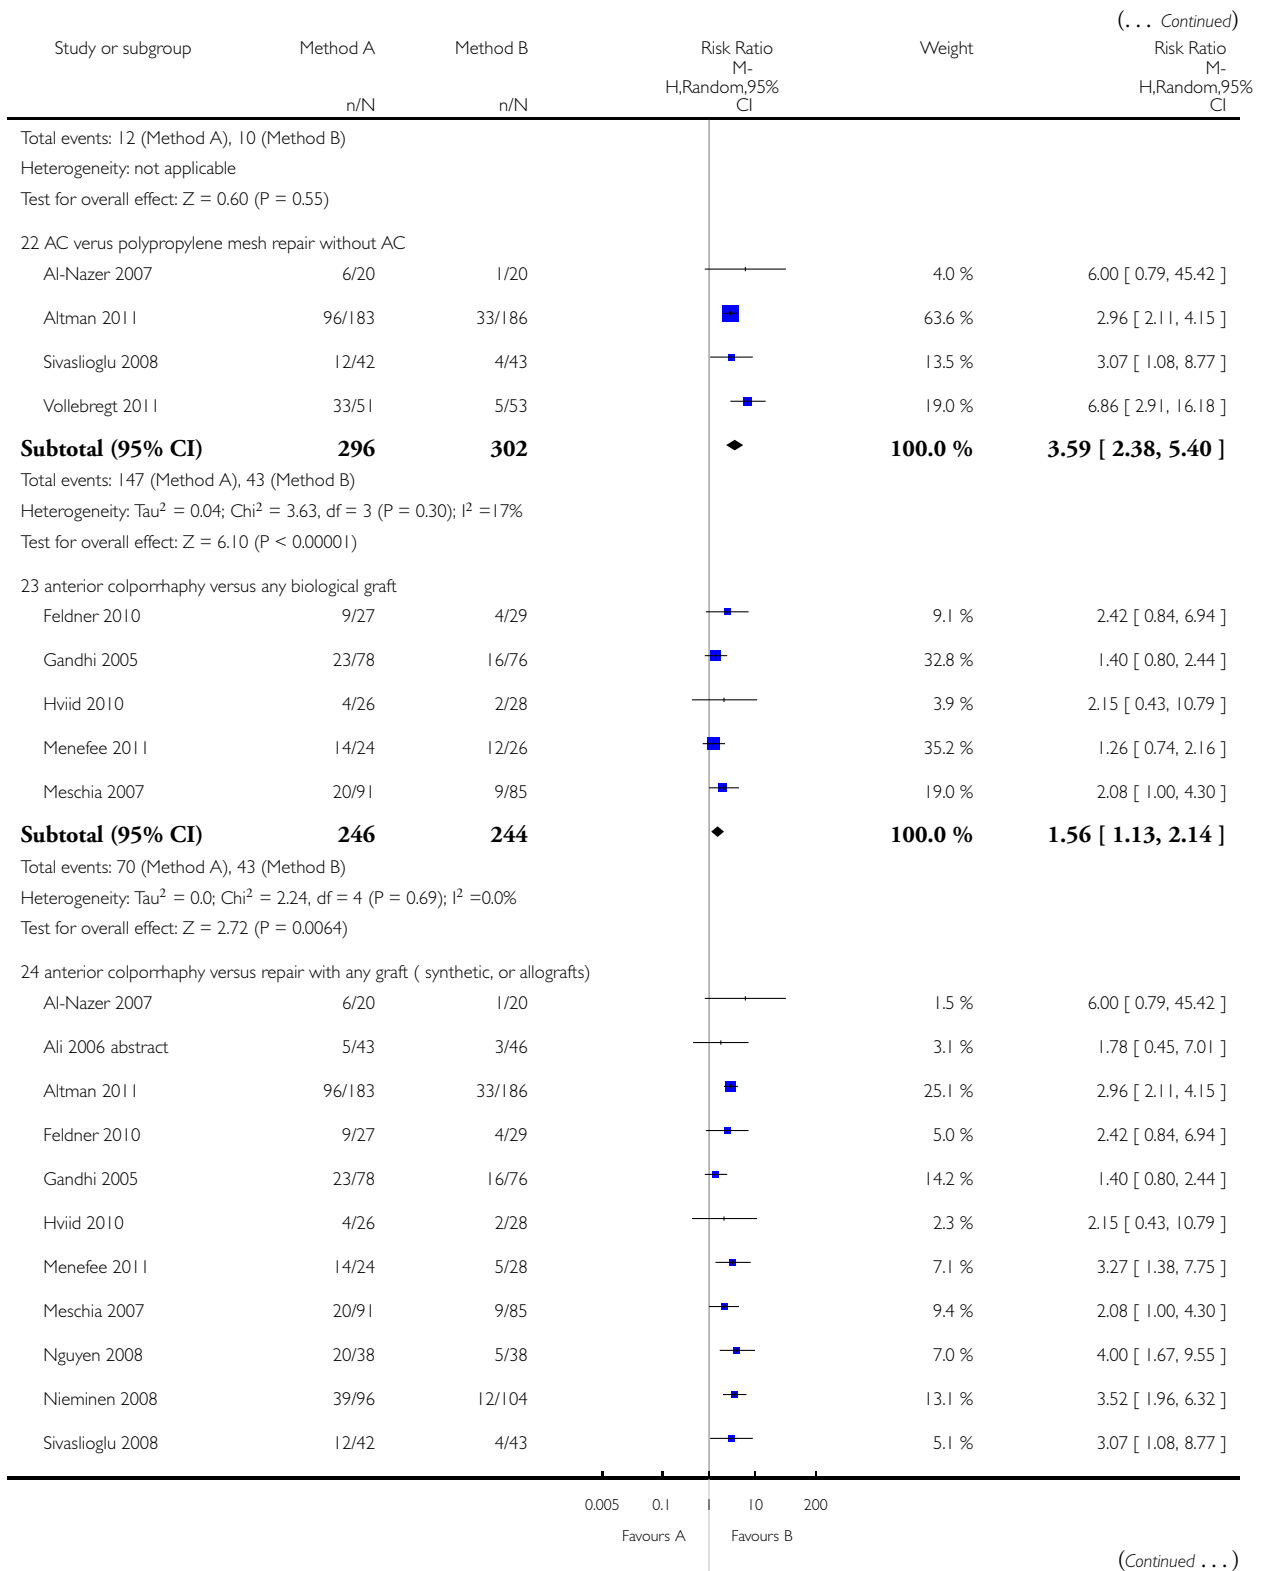 (... Continued)
Study or subgroup Method A Method B Risk Ratio Weight Risk Ratio
M- M-
H,Random,95% H,Random,95%
n/N n/N CI CI
Total events: 12 (Method A), 10 (Method B)
Heterogeneity: not applicable
Test for overall effect: Z = 0.60 (P = 0.55)
22 AC verus polypropylene mesh repair without AC
Al-Nazer 2007 6/20 1/20 4.0 % 6.00 [ 0.79, 45.42 ]
Altman 2011 96/183 33/186 63.6 % 2.96 [ 2.11, 4.15 ]
Sivaslioglu 2008 12/42 4/43 13.5 % 3.07 [ 1.08, 8.77 ]
Vollebregt 2011 33/51 5/53 19.0 % 6.86 [ 2.91, 16.18 ]
Subtotal (95% CI) 296 302 100.0 % 3.59 [ 2.38, 5.40 ]
Total events: 147 (Method A), 43 (Method B)
Heterogeneity: Tau² = 0.04; Chi² = 3.63, df = 3 (P = 0.30); I² =17%
Test for overall effect: Z = 6.10 (P < 0.00001)
23 anterior colporrhaphy versus any biological graft
Feldner 2010 9/27 4/29 9.1 % 2.42 [ 0.84, 6.94 ]
Gandhi 2005 23/78 16/76 32.8 % 1.40 [ 0.80, 2.44 ]
Hviid 2010 4/26 2/28 3.9 % 2.15 [ 0.43, 10.79 ]
Menefee 2011 14/24 12/26 35.2 % 1.26 [ 0.74, 2.16 ]
Meschia 2007 20/91 9/85 19.0 % 2.08 [ 1.00, 4.30 ]
Subtotal (95% CI) 246 244 100.0 % 1.56 [ 1.13, 2.14 ]
Total events: 70 (Method A), 43 (Method B)
Heterogeneity: Tau² = 0.0; Chi² = 2.24, df = 4 (P = 0.69); I² =0.0%
Test for overall effect: Z = 2.72 (P = 0.0064)
24 anterior colporrhaphy versus repair with any graft ( synthetic, or allografts)
Al-Nazer 2007 6/20 1/20 1.5 % 6.00 [ 0.79, 45.42 ]
Ali 2006 abstract 5/43 3/46 3.1 % 1.78 [ 0.45, 7.01 ]
Altman 2011 96/183 33/186 25.1 % 2.96 [ 2.11, 4.15 ]
Feldner 2010 9/27 4/29 5.0 % 2.42 [ 0.84, 6.94 ]
Gandhi 2005 23/78 16/76 14.2 % 1.40 [ 0.80, 2.44 ]
Hviid 2010 4/26 2/28 2.3 % 2.15 [ 0.43, 10.79 ]
Menefee 2011 14/24 5/28 7.1 % 3.27 [ 1.38, 7.75 ]
Meschia 2007 20/91 9/85 9.4 % 2.08 [ 1.00, 4.30 ]
Nguyen 2008 20/38 5/38 7.0 % 4.00 [ 1.67, 9.55 ]
Nieminen 2008 39/96 12/104 13.1 % 3.52 [ 1.96, 6.32 ]
Sivaslioglu 2008 12/42 4/43 5.1 % 3.07 [ 1.08, 8.77 ]
0.005 0.1 1 10 200
Favours A Favours B
(Continued ...)